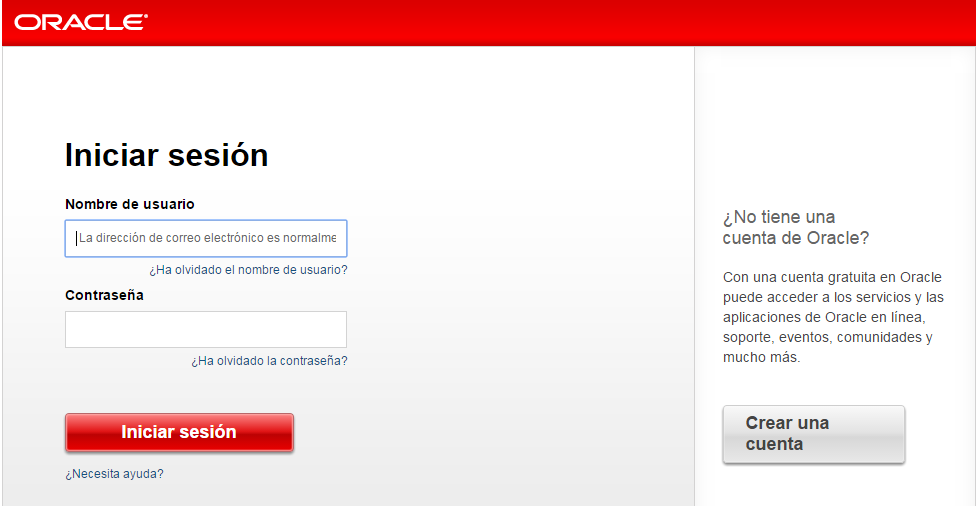 ORACLE
Iniciar sesión
Nombre de usuario
La dirección de correo electrónico es normalme
¿Ha olvidado el nombre de usuario?
Contraseña
¿Ha olvidado la contraseña?
Iniciar sesión
¿Necesita ayuda?
¿No tiene una
cuenta de Oracle?
Con una cuenta gratuita en Oracle
puede acceder a los servicios y las
aplicaciones de Oracle en línea,
soporte, eventos, comunidades y
mucho más.
Crear una
cuenta